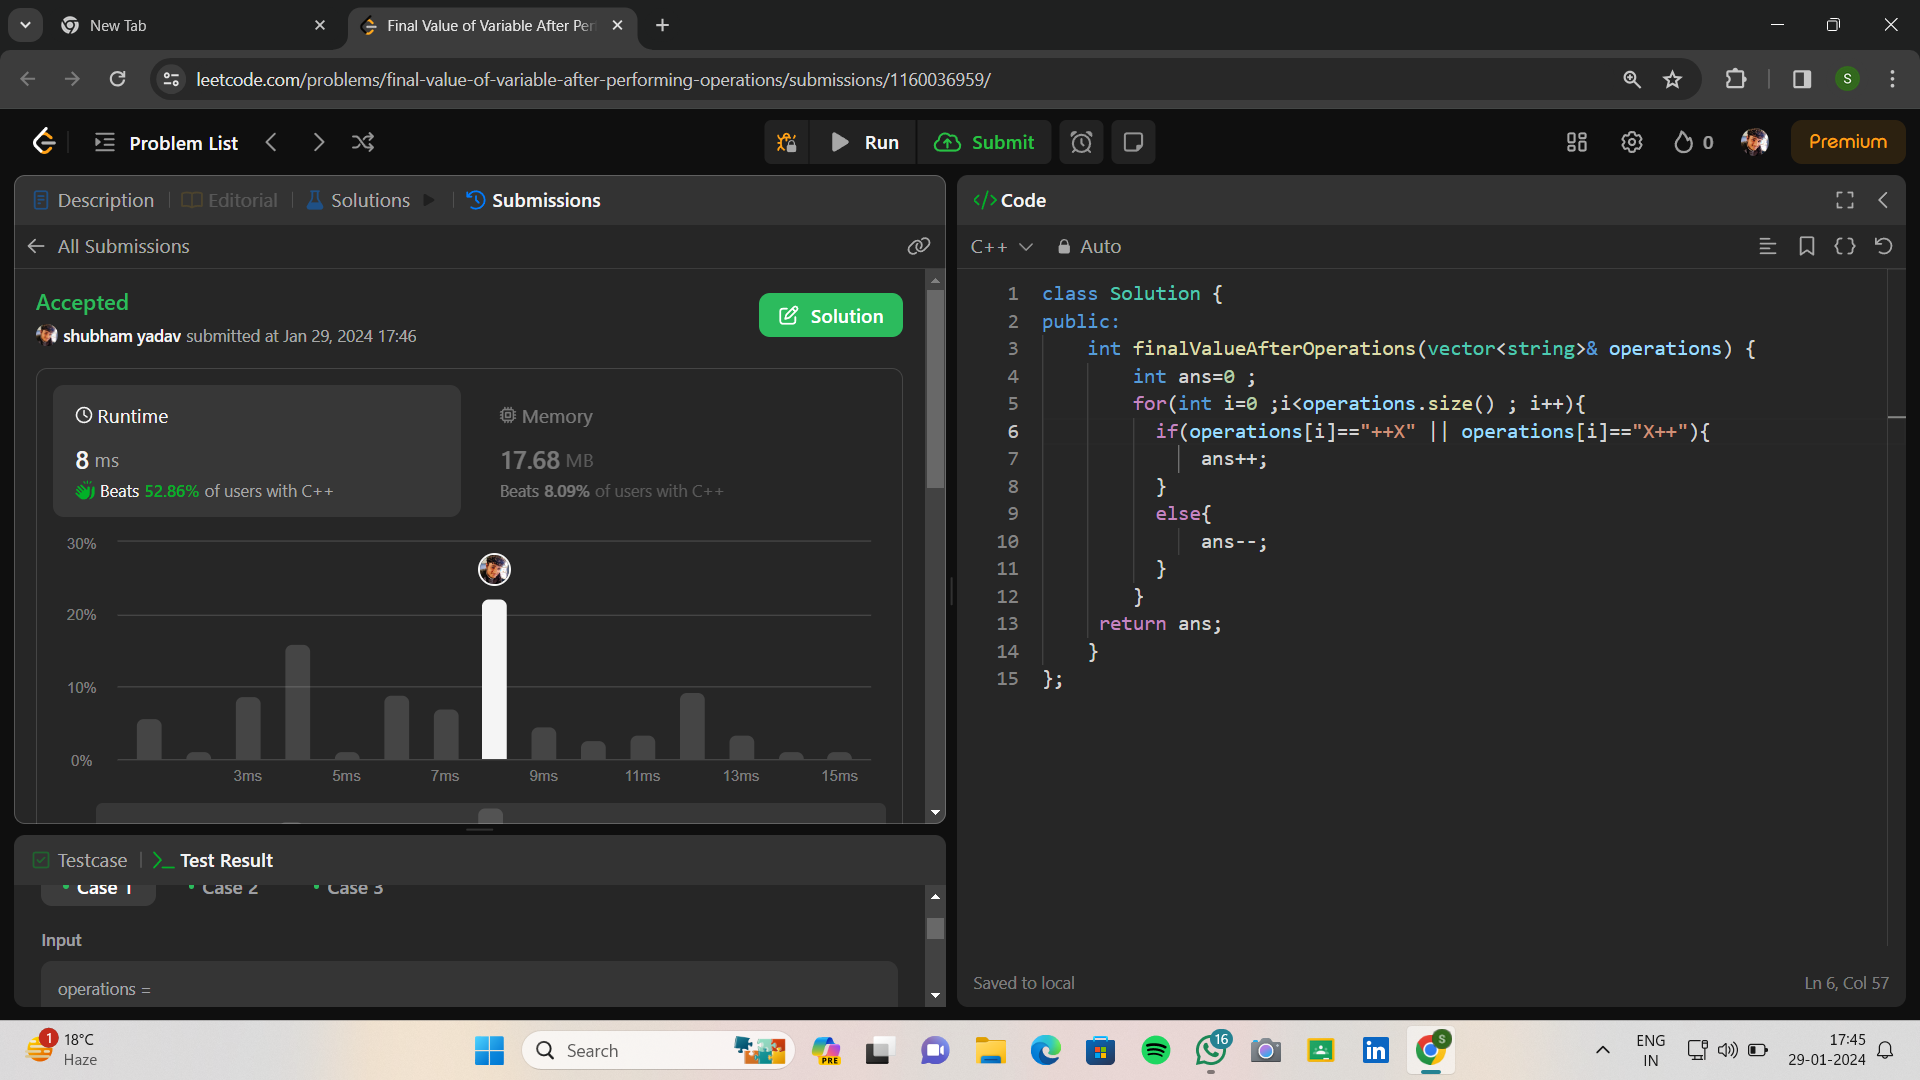 New Tab
Final Value of Variable After Per
leetcode.com/problems/final-value-of-variable-after-performing-operations/submissions/1160036959/
S
Problem List
Run
Submit
0
Premium
Description
Editorial
Solutions
Submissions
All Submissions
Accepted
shubham yadav submitted at Jan 29, 2024 17:46
Solution
Runtime
8 ms
Beats 52.86% of users with C++
Memory
17.68 MB
Beats 8.09% of users with C++
30%
20%
10%
0%
3ms
5ms
7ms
9ms
11ms
13ms
15ms
Testcase
Test Result
Case 1
Case 2
Case 3
Input
operations =
</> Code
C++
Auto
1 class Solution {
2 public:
3 int finalValueAfterOperations(vector<string>& operations) {
4 int ans=0 ;
5 for(int i=0 ;i<operations.size() ; i++){
6 if(operations[i]=="++X" || operations[i]=="X++"){
7 ans++;
8 }
9 else{
10 ans--;
11 }
12 }
13 return ans;
14 }
15 };
Saved to local
Ln 6, Col 57
1
18°C
Haze
Search
PRE
16
in
S
ENG
IN
17:45
29-01-2024